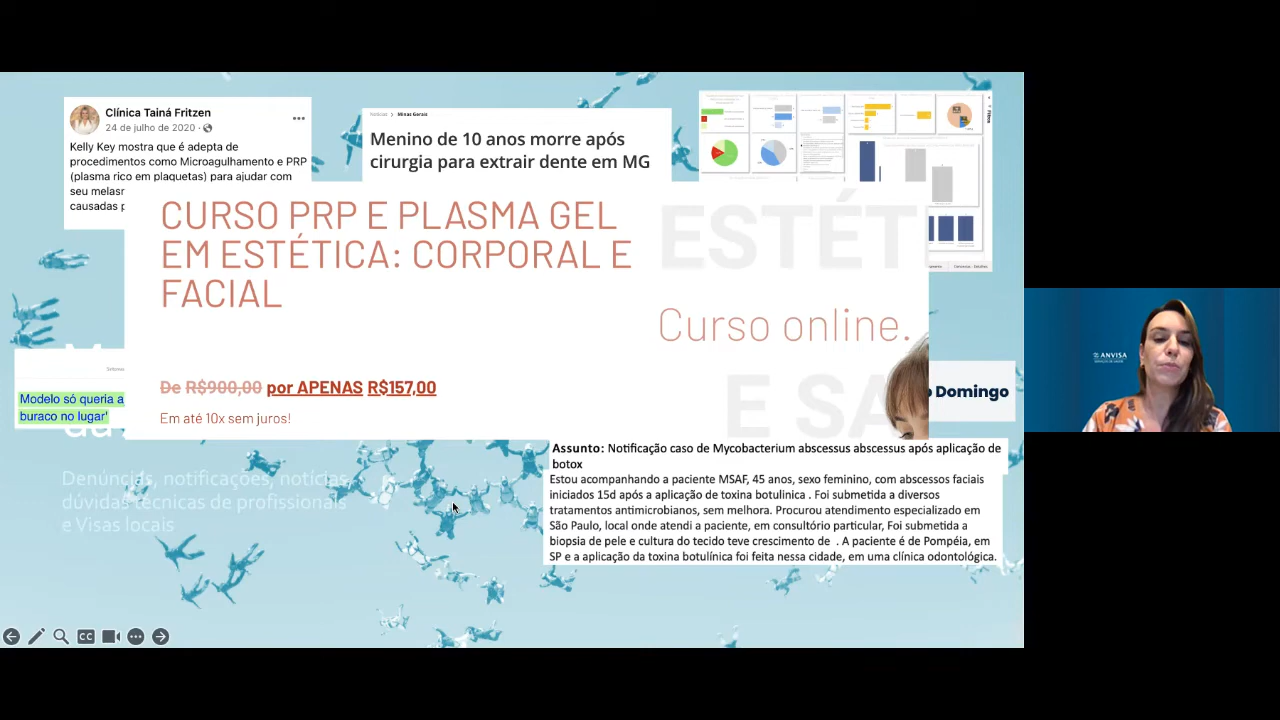 Clínica Tainá Fritzen
24 de julho de 2020 ·
Kelly Key mostra que é adepta de
procedimentos como Microagulhamento e PRP
(plasma rico em plaquetas) para ajudar com
seu melasm
causadas p
Notícias > Minas Gerais
Menino de 10 anos morre após
cirurgia para extrair dente em MG
Filtros
CURSO PRP E PLASMA GEL
EM ESTÉTICA: CORPORAL E
FACIAL
ESTÉT
Curso online.
E SA
De R$900,00 por APENAS R$157,00
Em até 10x sem juros!
Modelo só queria a
buraco no lugar'
o Domingo
Denúncias, notificações, notícias,
dúvidas técnicas de profissionais
e Visas locais
Assunto: Notificação caso de Mycobacterium abscessus abscessus após aplicação de
botox
Estou acompanhando a paciente MSAF, 45 anos, sexo feminino, com abscessos faciais
iniciados 15d após a aplicação de toxina botulinica . Foi submetida a diversos
tratamentos antimicrobianos, sem melhora. Procurou atendimento especializado em
São Paulo, local onde atendi a paciente, em consultório particular, Foi submetida a
biopsia de pele e cultura do tecido teve crescimento de . A paciente é de Pompéia, em
SP e a aplicação da toxina botulínica foi feita nessa cidade, em uma clínica odontológica.
CC
ANVISA